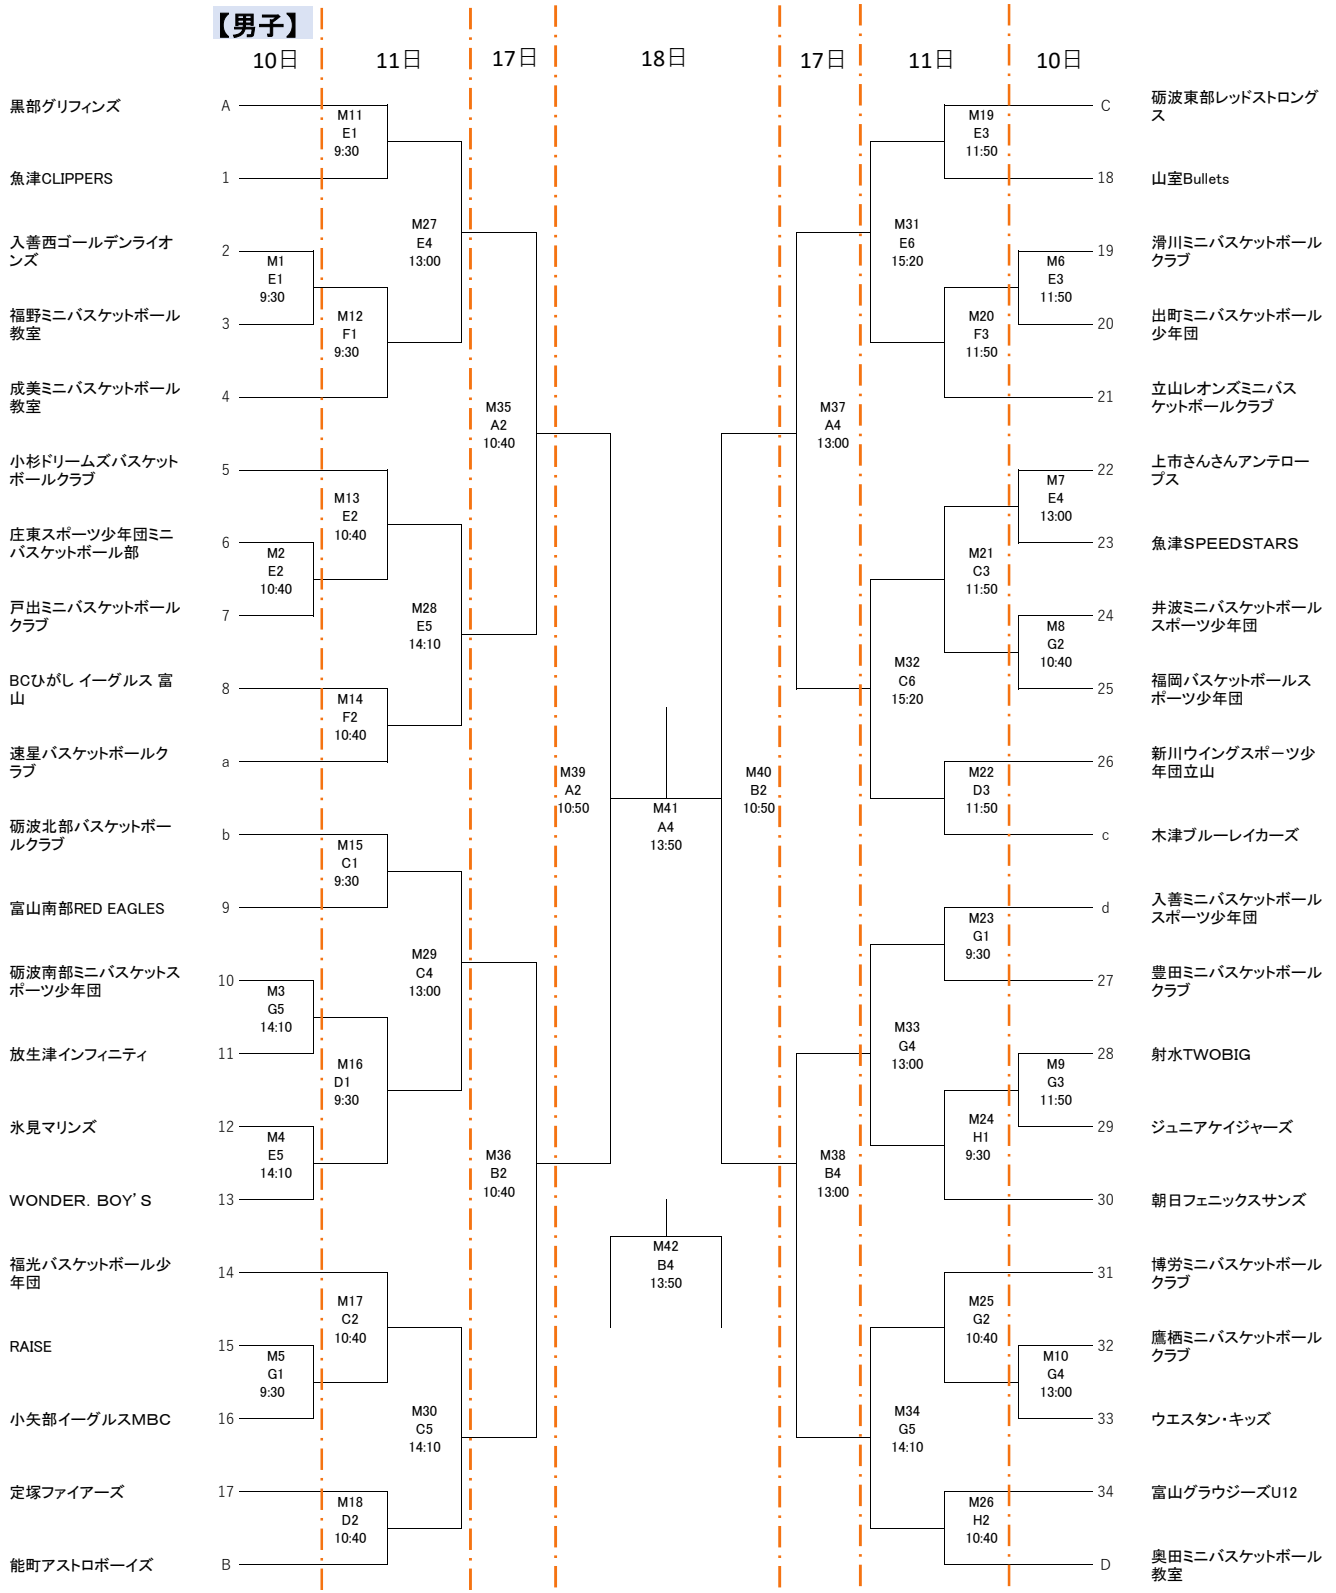 【男子】
10日
11日
17日
18日
17日
11日
10日
黒部グリフィンズ
A
M11
E1
9:30
魚津CLIPPERS
1
M27
E4
13:00
入善西ゴールデンライオ
ンズ
2
M1
E1
9:30
福野ミニバスケットボール
教室
3
M12
F1
9:30
成美ミニバスケットボール
教室
4
M35
A2
10:40
小杉ドリームズバスケット
ボールクラブ
5
M13
E2
10:40
庄東スポーツ少年団ミニ
バスケットボール部
6
M2
E2
10:40
戸出ミニバスケットボール
クラブ
7
M28
E5
14:10
BCひがし イーグルス 富
山
8
M14
F2
10:40
速星バスケットボールク
ラブ
a
M39
A2
10:50
砺波北部バスケットボー
ルクラブ
b
M15
C1
9:30
富山南部RED EAGLES
9
M29
C4
13:00
砺波南部ミニバスケットス
ポーツ少年団
10
M3
G5
14:10
放生津インフィニティ
11
M16
D1
9:30
氷見マリンズ
12
M4
E5
14:10
WONDER．BOY’S
13
M36
B2
10:40
福光バスケットボール少
年団
14
M17
C2
10:40
RAISE
15
M5
G1
9:30
小矢部イーグルスMBC
16
M30
C5
14:10
定塚ファイアーズ
17
M18
D2
10:40
能町アストロボーイズ
B
M41
A4
13:50
M42
B4
13:50
C
砺波東部レッドストロング
ス
M19
E3
11:50
18
山室Bullets
M31
E6
15:20
19
滑川ミニバスケットボール
クラブ
M6
E3
11:50
20
出町ミニバスケットボール
少年団
M20
F3
11:50
21
立山レオンズミニバス
ケットボールクラブ
M37
A4
13:00
22
上市さんさんアンテロー
プス
M7
E4
13:00
23
魚津SPEEDSTARS
M21
C3
11:50
24
井波ミニバスケットボール
スポーツ少年団
M8
G2
10:40
25
福岡バスケットボールス
ポーツ少年団
M32
C6
15:20
26
新川ウイングスポーツ少
年団立山
M22
D3
11:50
c
木津ブルーレイカーズ
M40
B2
10:50
d
入善ミニバスケットボール
スポーツ少年団
M23
G1
9:30
27
豊田ミニバスケットボール
クラブ
M33
G4
13:00
28
射水TWOBIG
M9
G3
11:50
29
ジュニアケイジャーズ
M24
H1
9:30
30
朝日フェニックスサンズ
M38
B4
13:00
31
博労ミニバスケットボール
クラブ
M25
G2
10:40
32
鷹栖ミニバスケットボール
クラブ
M10
G4
13:00
33
ウエスタン・キッズ
M34
G5
14:10
34
富山グラウジーズU12
M26
H2
10:40
D
奥田ミニバスケットボール
教室